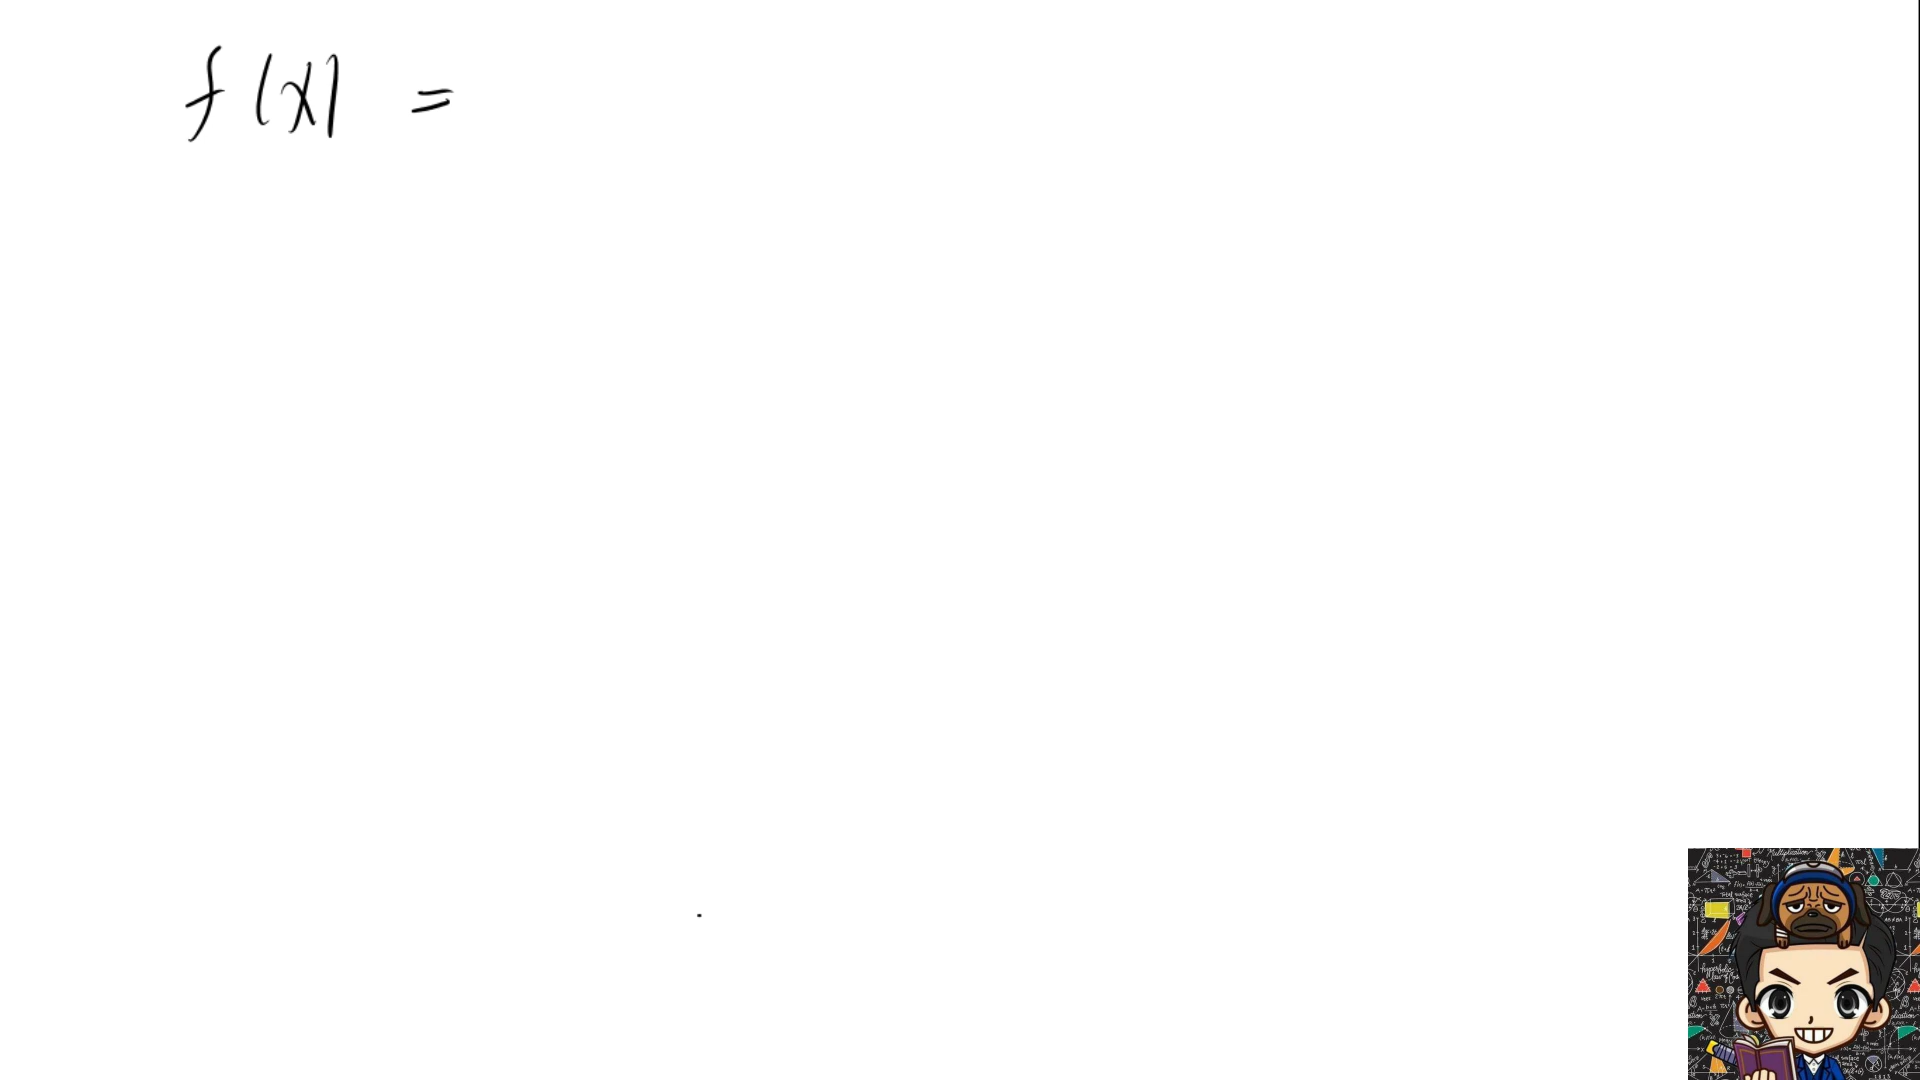 f(x) =